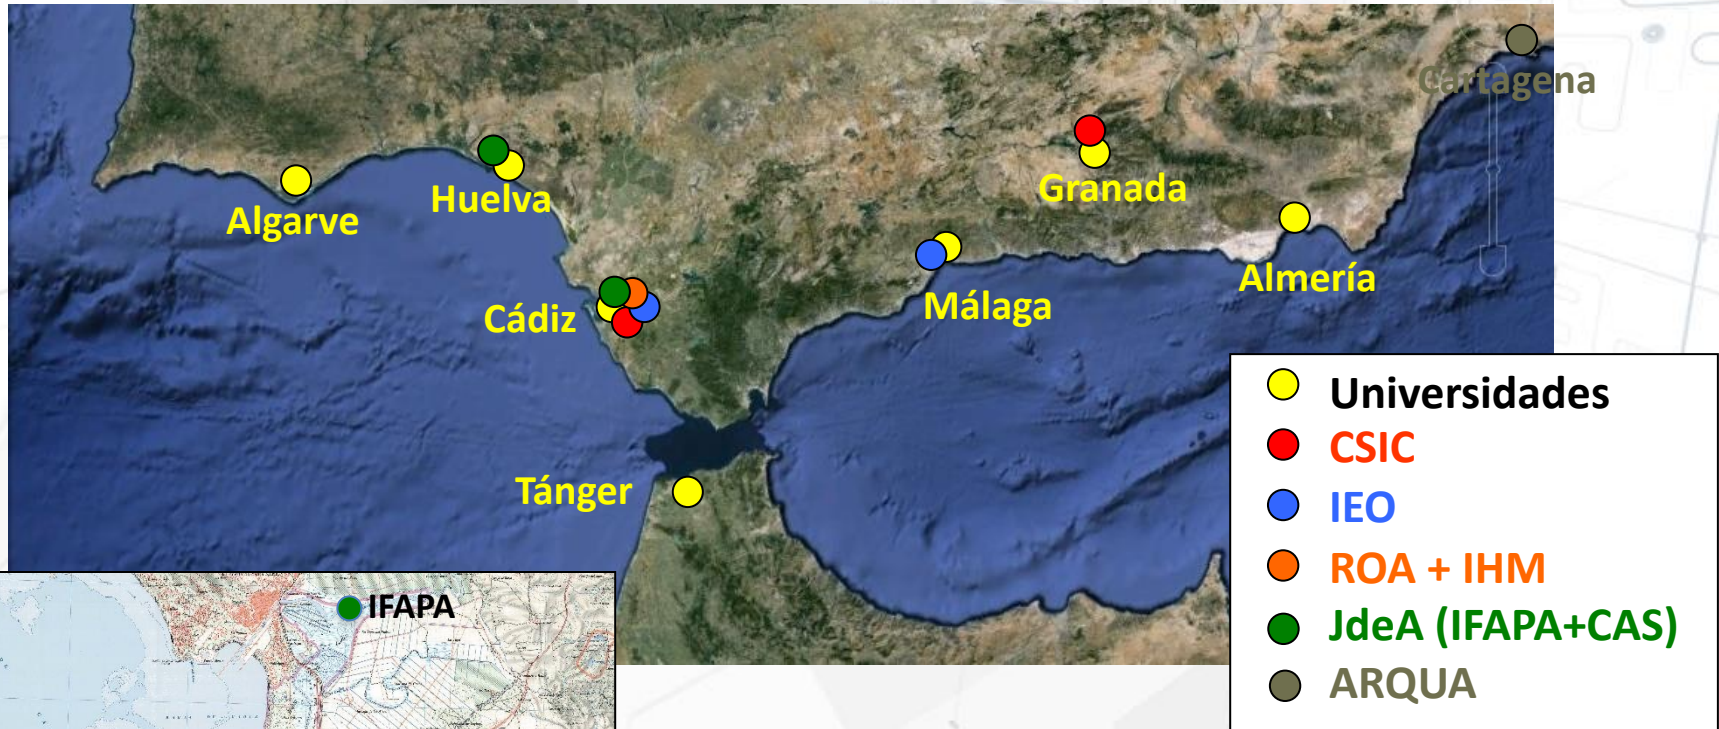 Cartagena
Huelva
Algarve
Granada
Almería
Málaga
Cádiz
Tánger
IFAPA
Universidades
CSIC
IEO
ROA + IHM
JdeA (IFAPA+CAS)
ARQUA